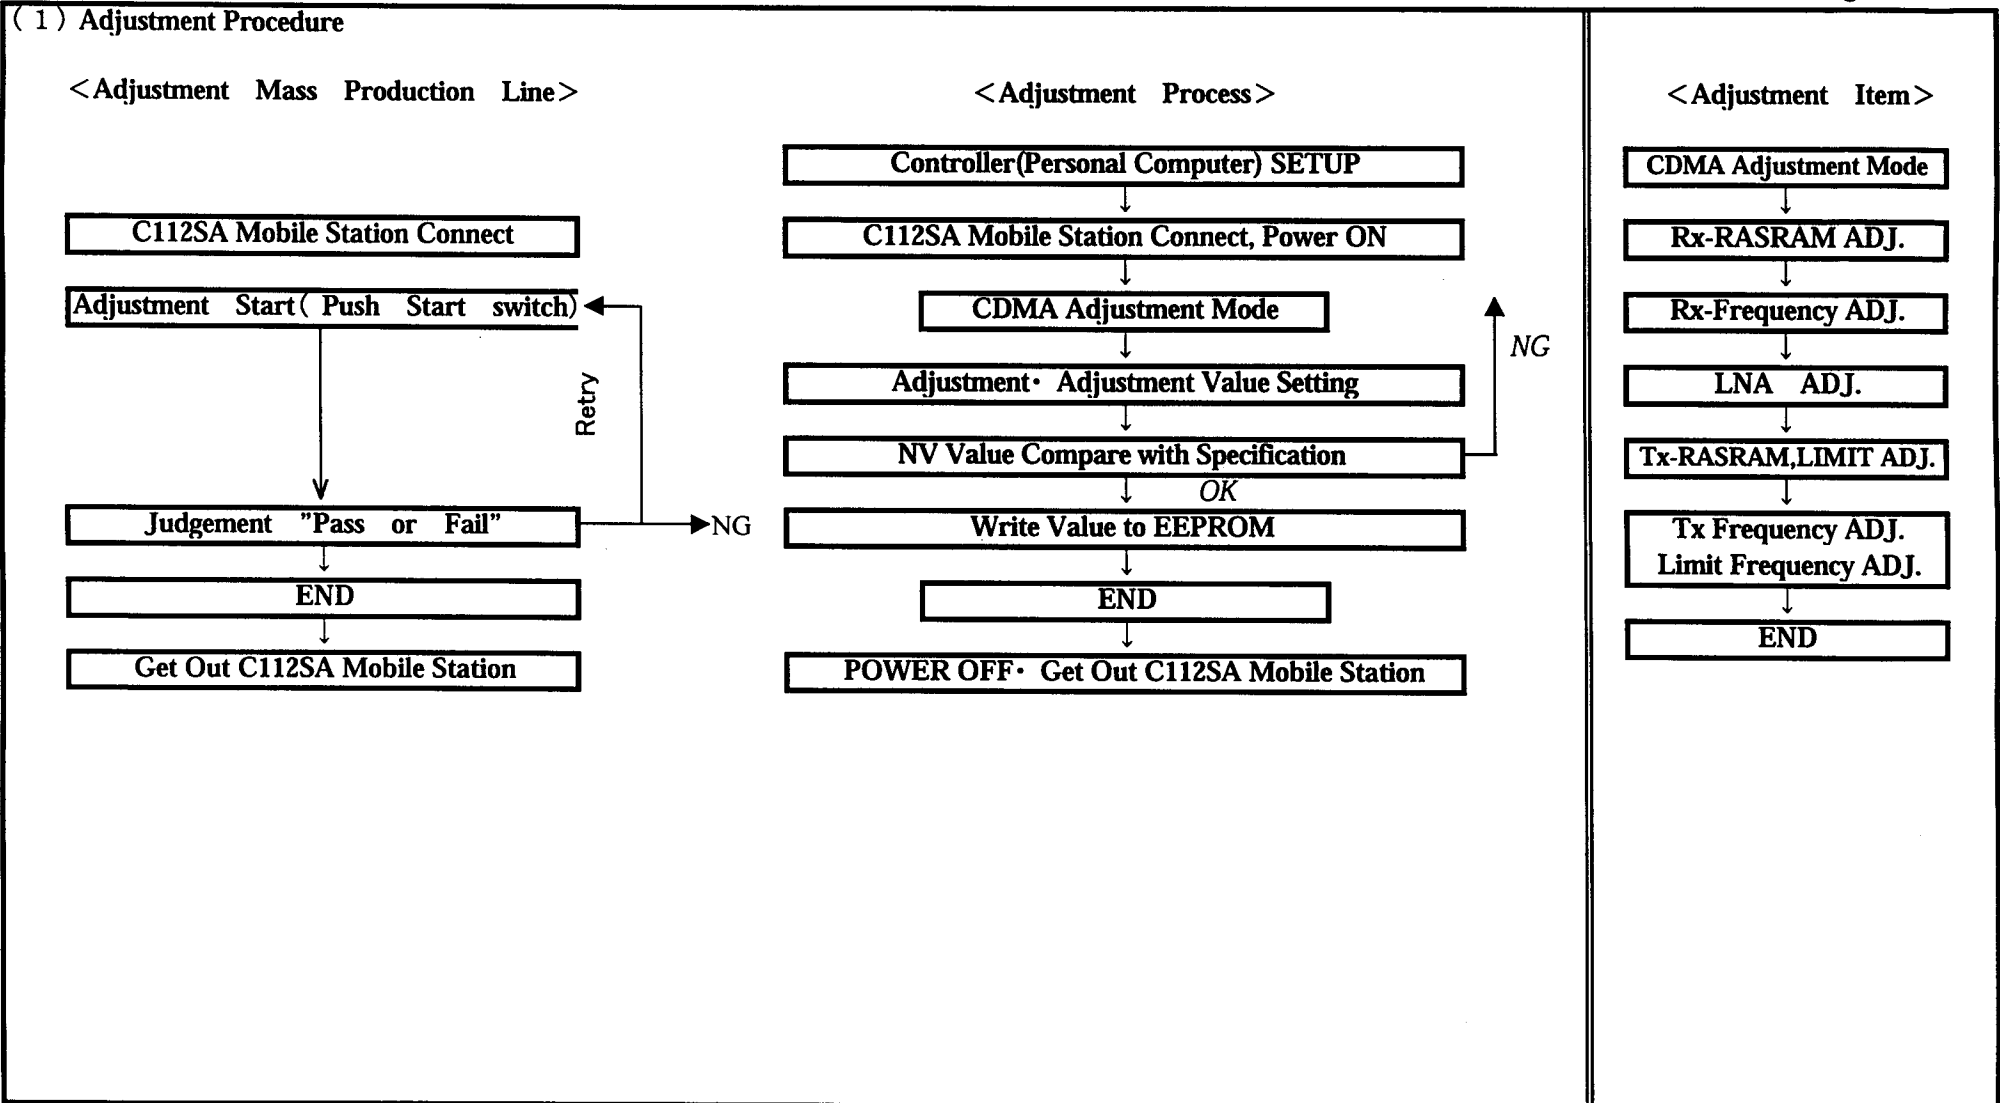 (1) Adjustment Procedure
<Adjustment Mass Production Line>
C112SA Mobile Station Connect
Adjustment Start( Push Start switch)
Retry
Judgement "Pass or Fail"
NG
END
Get Out C112SA Mobile Station
<Adjustment Process>
Controller(Personal Computer) SETUP
C112SA Mobile Station Connect, Power ON
CDMA Adjustment Mode
NG
Adjustment・ Adjustment Value Setting
NV Value Compare with Specification
OK
Write Value to EEPROM
END
POWER OFF・ Get Out C112SA Mobile Station
<Adjustment Item>
CDMA Adjustment Mode
Rx-RASRAM ADJ.
Rx-Frequency ADJ.
LNA ADJ.
Tx-RASRAM,LIMIT ADJ.
Tx Frequency ADJ.
Limit Frequency ADJ.
END